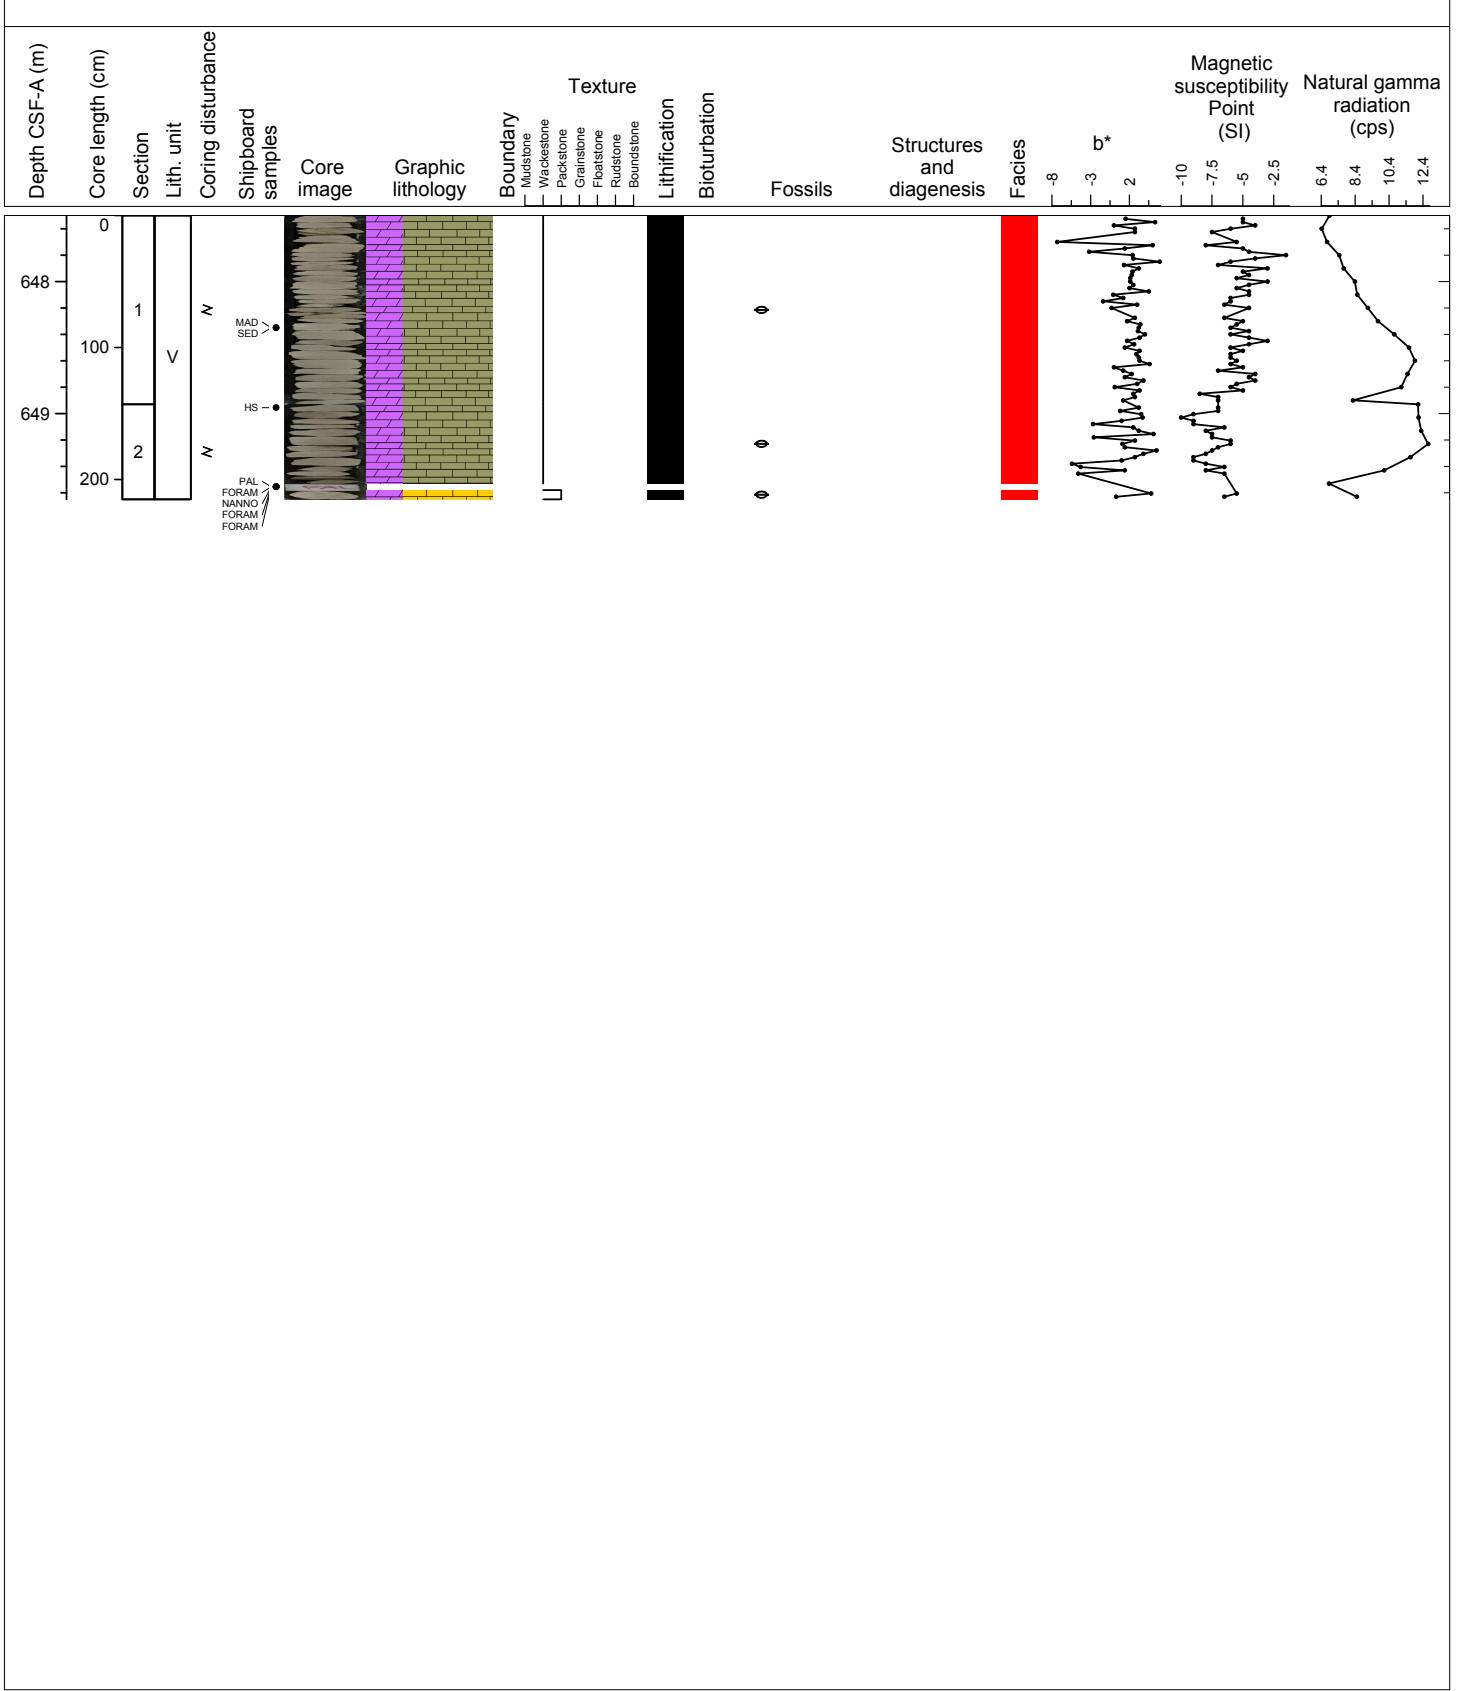 Depth CSF-A (m)
Core length (cm)
Section
Lith. unit
Coring disturbance
Shipboard
samples
Core
image
Graphic
lithology
Boundary
Texture
Mudstone
Wackestone
Packstone
Grainstone
Floatstone
Rudstone
Boundstone
Lithification
Bioturbation
Fossils
Structures
and
diagenesis
Facies
b*
-8
-3
2
Magnetic
susceptibility
Point
(SI)
-10
-7.5
-5
-2.5
Natural gamma
radiation
(cps)
6.4
8.4
10.4
12.4
648
649
0
100
200
1
2
V
MAD
SED
HS
PAL
FORAM
NANNO
FORAM
FORAM